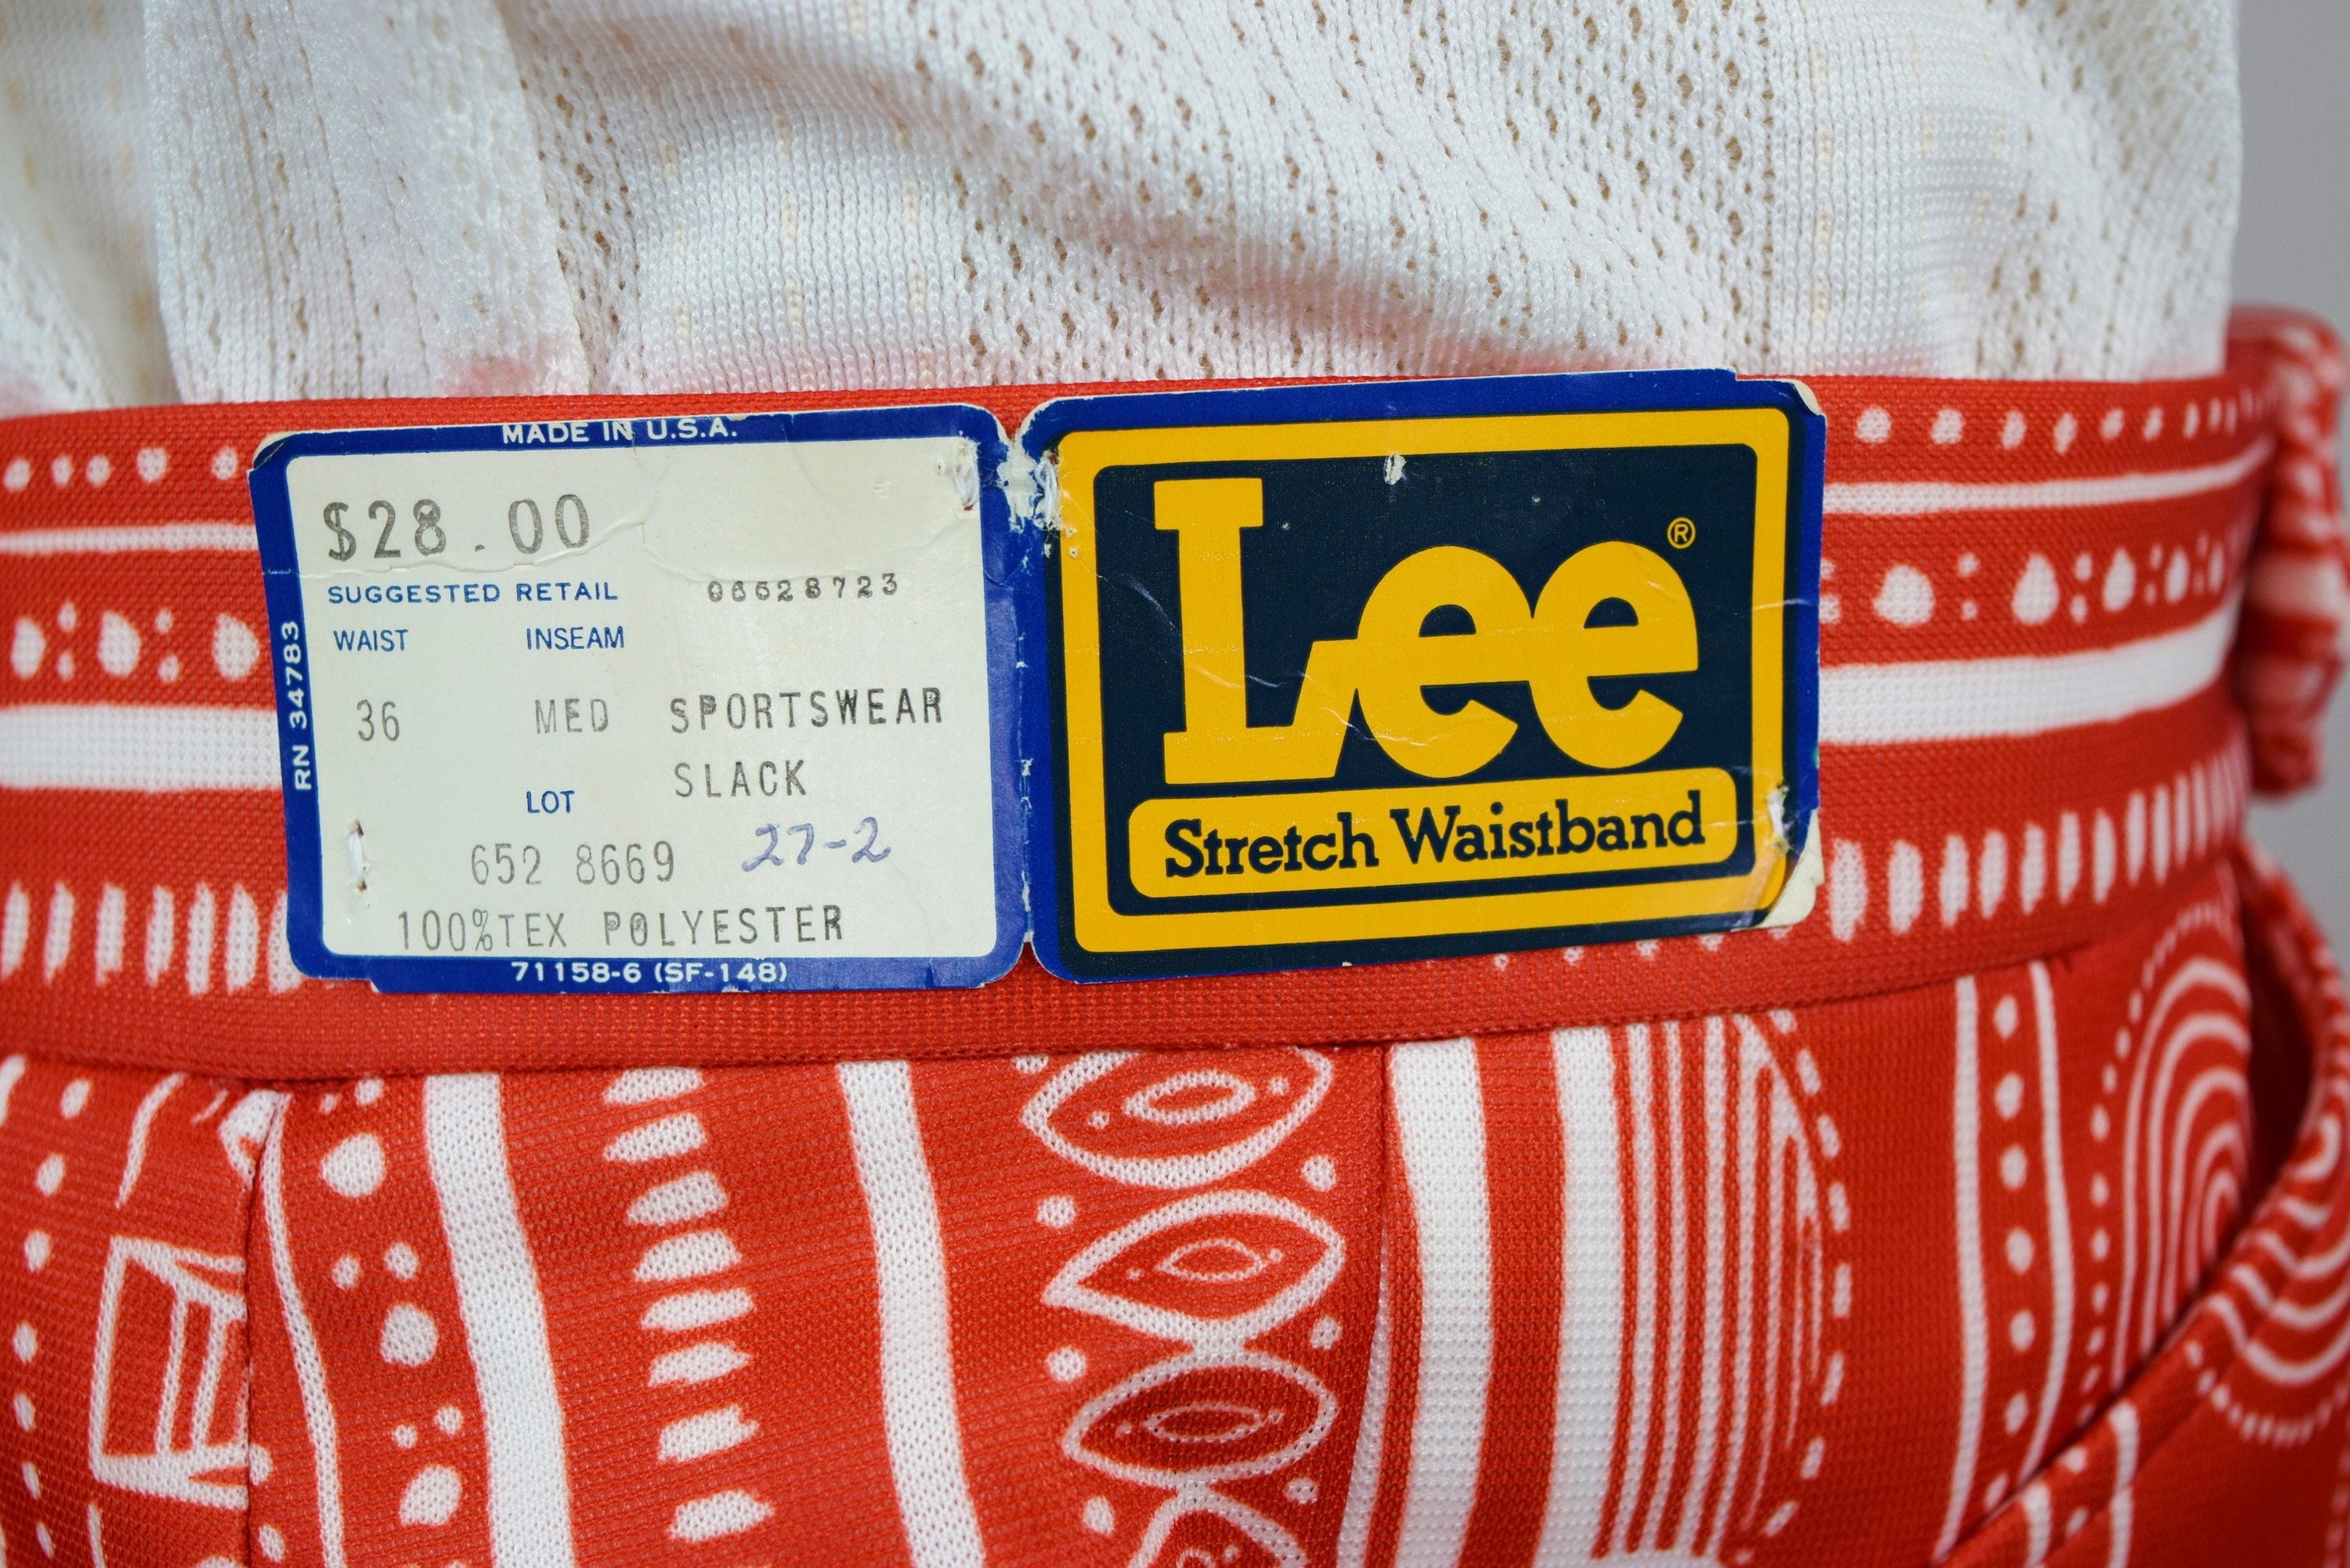 MADE IN U.S.A.
$28.00
SUGGESTED RETAIL 06628723
WAIST INSEAM
36 MED SPORTSWEAR
SLACK
LOT
27-2
652 8669
100%TEX POLYESTER
71158-6 (SF-148)
RN 34783
Lee®
Stretch Waistband